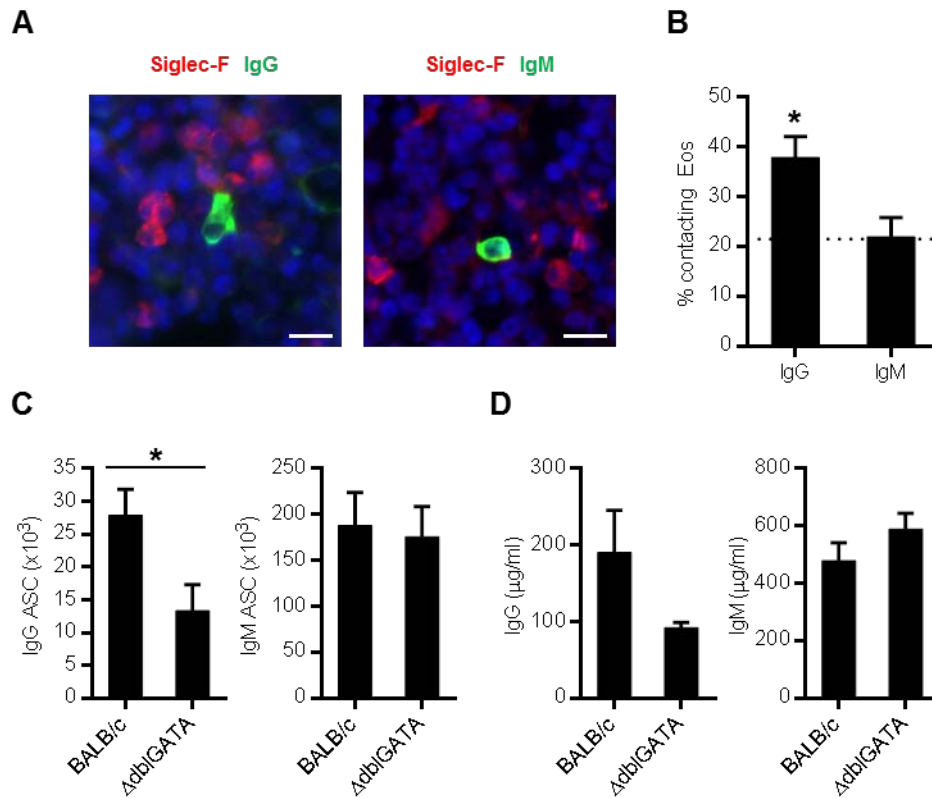 A
Siglec-F IgG
Siglec-F IgM
B
% contacting Eos
50
40
30
20
10
0
*
IgG
IgM
C
IgG ASC (x10³)
35
30
25
20
15
10
5
0
*
BALB/c
ΔdblGATA
IgM ASC (x10³)
250
200
150
100
50
0
BALB/c
ΔdblGATA
D
IgG (µg/ml)
300
200
100
0
BALB/c
ΔdblGATA
IgM (µg/ml)
800
600
400
200
0
BALB/c
ΔdblGATA